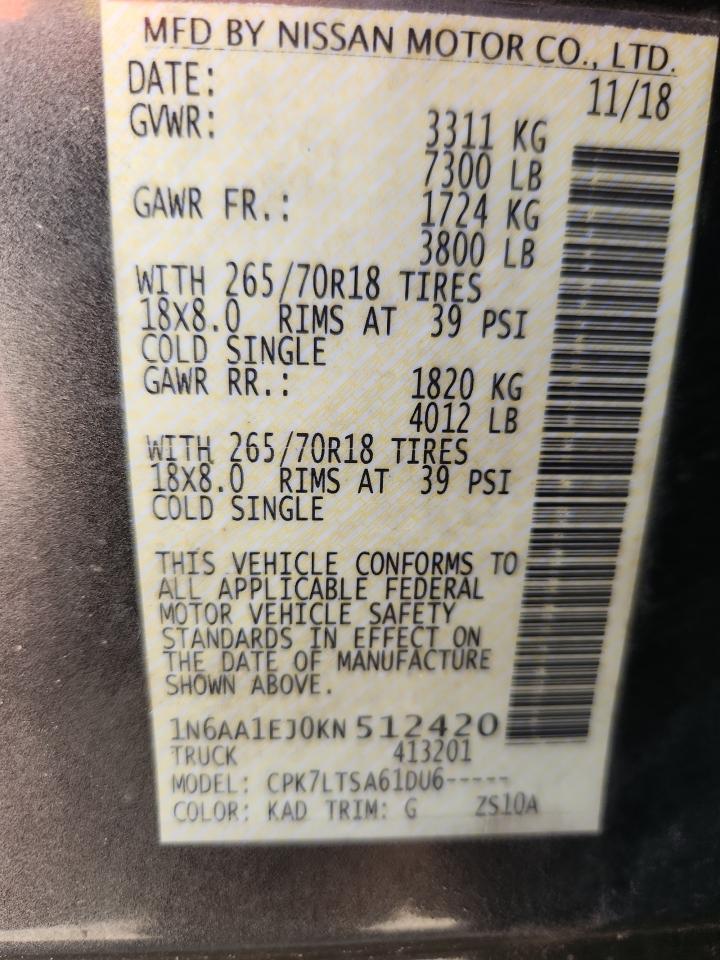 MFD BY NISSAN MOTOR CO., LTD.
DATE: 11/18
GVWR: 3311 KG
7300 LB
GAWR FR.: 1724 KG
3800 LB
WITH 265/70R18 TIRES
18X8.0 RIMS AT 39 PSI
COLD SINGLE
GAWR RR.: 1820 KG
4012 LB
WITH 265/70R18 TIRES
18X8.0 RIMS AT 39 PSI
COLD SINGLE
THIS VEHICLE CONFORMS TO
ALL APPLICABLE FEDERAL
MOTOR VEHICLE SAFETY
STANDARDS IN EFFECT ON
THE DATE OF MANUFACTURE
SHOWN ABOVE.
1N6AA1EJ0KN 512420
TRUCK 413201
MODEL: CPK7LTSA61DU6-----
COLOR: KAD TRIM: G ZS10A